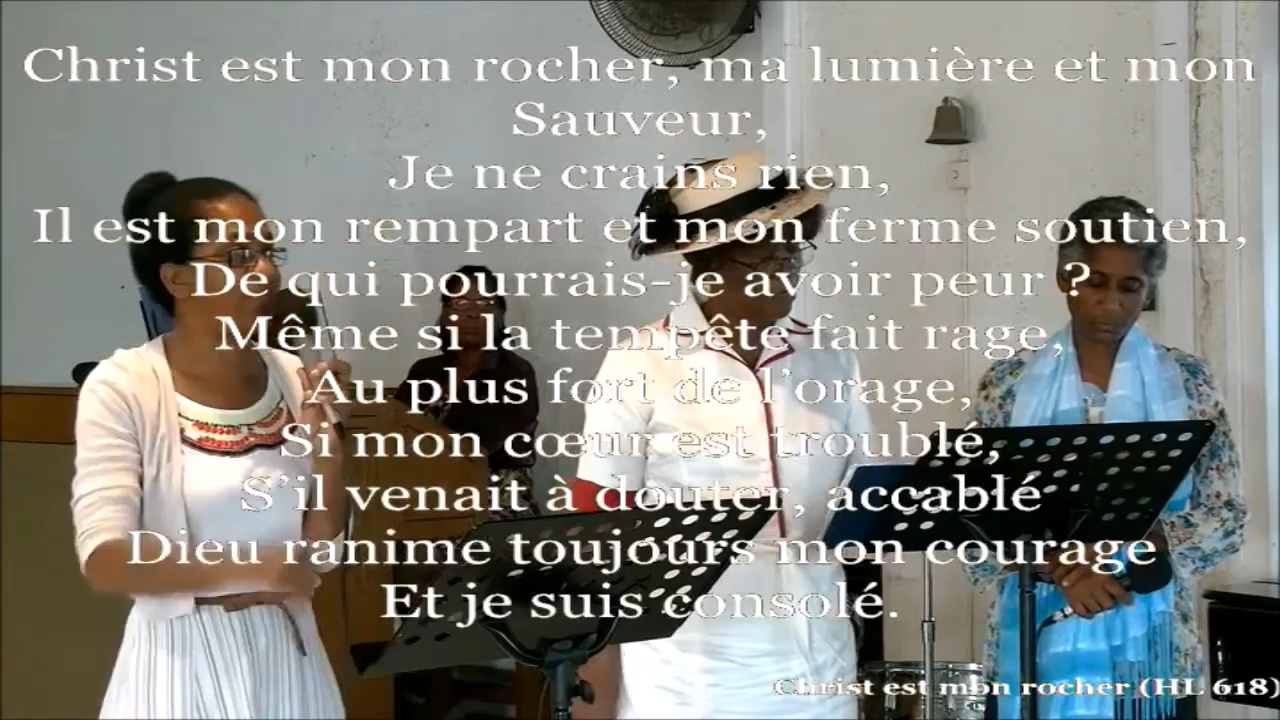 Christ est mon rocher, ma lumière et mon
Sauveur,
Je ne crains rien,
Il est mon rempart et mon ferme soutien,
De qui pourrais-je avoir peur ?
Même si la tempête fait rage,
Au plus fort de l'orage,
Si mon cœur est troublé,
S'il venait à douter, accablé
Dieu ranime toujours mon courage
Et je suis consolé.
Christ est mon rocher (HL 618)